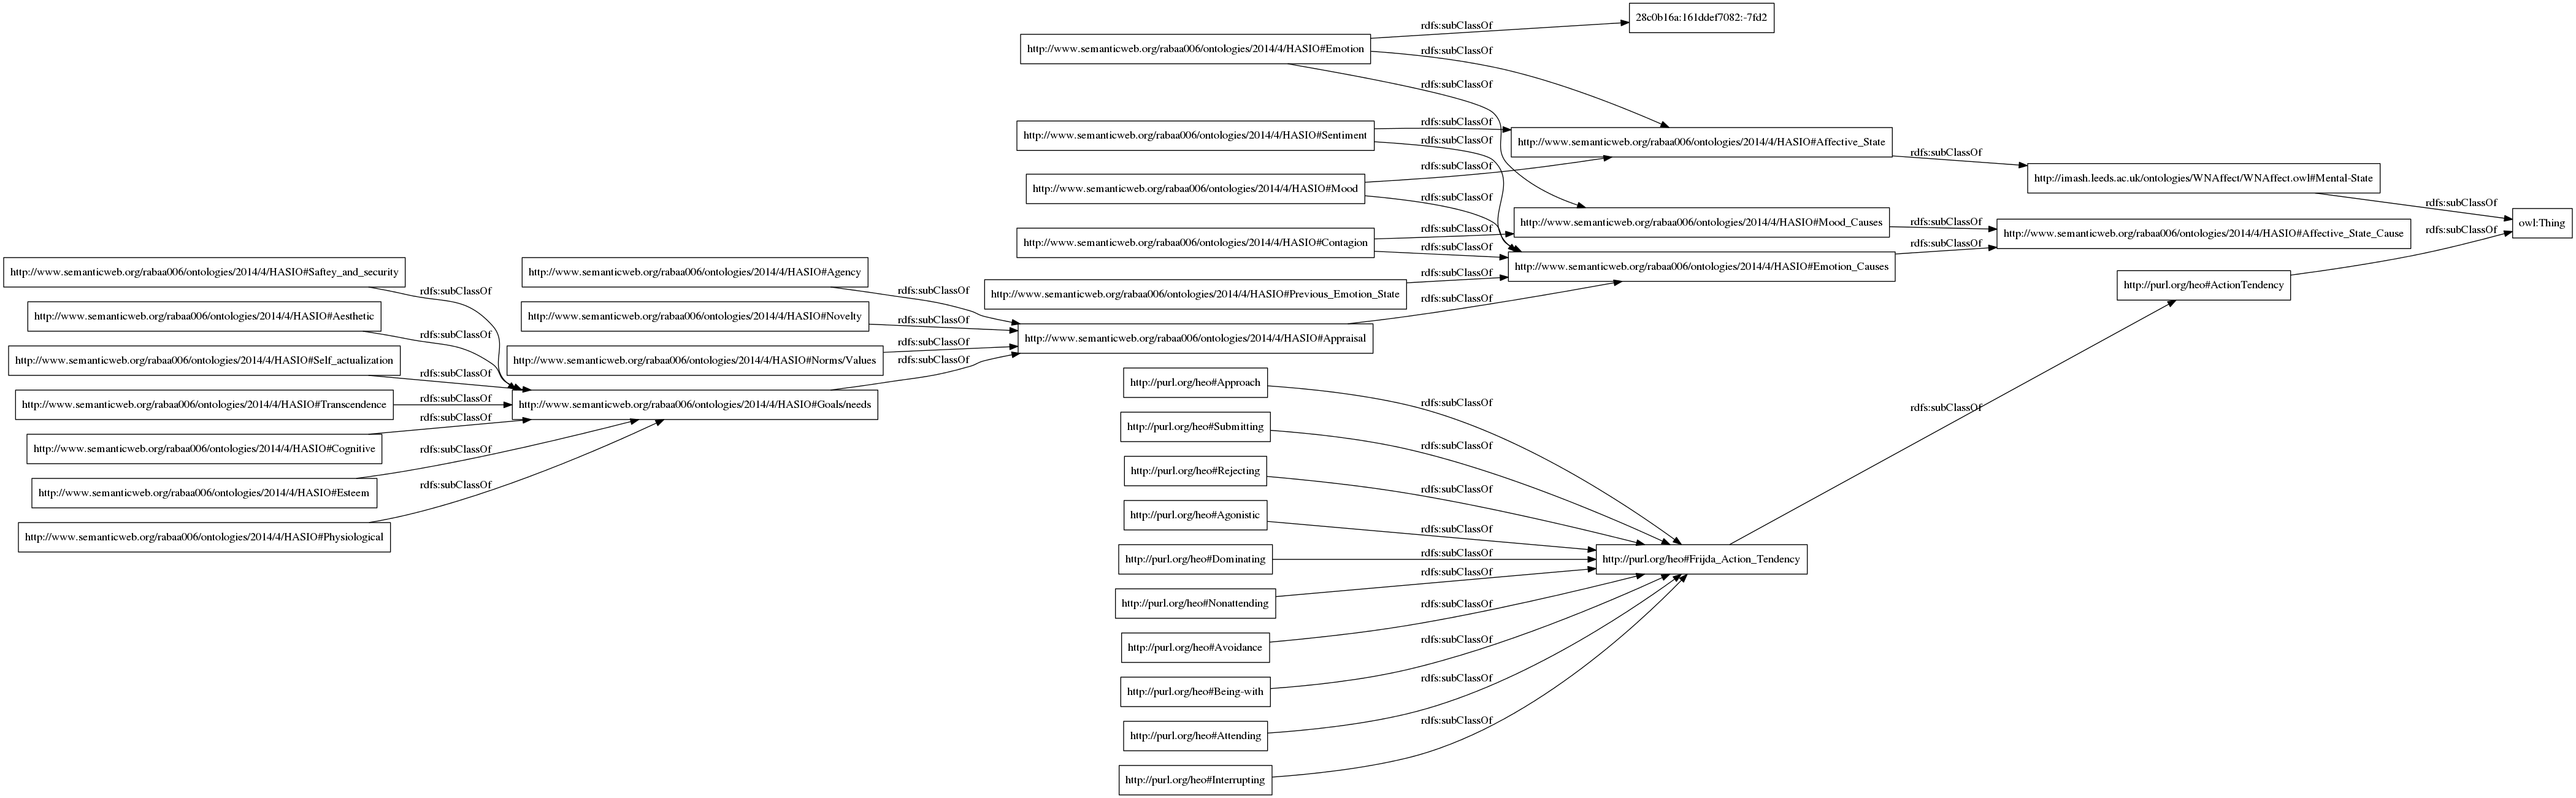 28c0b16a:161ddef7082:-7fd2
rdfs:subClassOf
http://www.semanticweb.org/rabaa006/ontologies/2014/4/HASIO#Emotion
rdfs:subClassOf
rdfs:subClassOf
http://www.semanticweb.org/rabaa006/ontologies/2014/4/HASIO#Sentiment
rdfs:subClassOf
rdfs:subClassOf
http://www.semanticweb.org/rabaa006/ontologies/2014/4/HASIO#Affective_State
rdfs:subClassOf
http://www.semanticweb.org/rabaa006/ontologies/2014/4/HASIO#Mood
rdfs:subClassOf
rdfs:subClassOf
http://imash.leeds.ac.uk/ontologies/WNAffect/WNAffect.owl#Mental-State
rdfs:subClassOf
owl:Thing
http://www.semanticweb.org/rabaa006/ontologies/2014/4/HASIO#Mood_Causes
rdfs:subClassOf
http://www.semanticweb.org/rabaa006/ontologies/2014/4/HASIO#Affective_State_Cause
rdfs:subClassOf
http://www.semanticweb.org/rabaa006/ontologies/2014/4/HASIO#Contagion
rdfs:subClassOf
rdfs:subClassOf
http://www.semanticweb.org/rabaa006/ontologies/2014/4/HASIO#Emotion_Causes
rdfs:subClassOf
http://www.semanticweb.org/rabaa006/ontologies/2014/4/HASIO#Previous_Emotion_State
rdfs:subClassOf
http://purl.org/heo#ActionTendency
http://www.semanticweb.org/rabaa006/ontologies/2014/4/HASIO#Saftey_and_security
rdfs:subClassOf
http://www.semanticweb.org/rabaa006/ontologies/2014/4/HASIO#Agency
rdfs:subClassOf
rdfs:subClassOf
http://www.semanticweb.org/rabaa006/ontologies/2014/4/HASIO#Aesthetic
rdfs:subClassOf
http://www.semanticweb.org/rabaa006/ontologies/2014/4/HASIO#Novelty
rdfs:subClassOf
http://www.semanticweb.org/rabaa006/ontologies/2014/4/HASIO#Appraisal
http://www.semanticweb.org/rabaa006/ontologies/2014/4/HASIO#Self_actualization
rdfs:subClassOf
http://www.semanticweb.org/rabaa006/ontologies/2014/4/HASIO#Norms/Values
rdfs:subClassOf
rdfs:subClassOf
http://www.semanticweb.org/rabaa006/ontologies/2014/4/HASIO#Transcendence
rdfs:subClassOf
http://www.semanticweb.org/rabaa006/ontologies/2014/4/HASIO#Goals/needs
http://www.semanticweb.org/rabaa006/ontologies/2014/4/HASIO#Cognitive
rdfs:subClassOf
http://www.semanticweb.org/rabaa006/ontologies/2014/4/HASIO#Esteem
rdfs:subClassOf
http://www.semanticweb.org/rabaa006/ontologies/2014/4/HASIO#Physiological
rdfs:subClassOf
http://purl.org/heo#Approach
rdfs:subClassOf
http://purl.org/heo#Submitting
rdfs:subClassOf
http://purl.org/heo#Rejecting
rdfs:subClassOf
http://purl.org/heo#Agonistic
rdfs:subClassOf
http://purl.org/heo#Dominating
rdfs:subClassOf
http://purl.org/heo#Frijda_Action_Tendency
rdfs:subClassOf
http://purl.org/heo#Nonattending
rdfs:subClassOf
http://purl.org/heo#Avoidance
rdfs:subClassOf
http://purl.org/heo#Being-with
rdfs:subClassOf
http://purl.org/heo#Attending
rdfs:subClassOf
http://purl.org/heo#Interrupting
rdfs:subClassOf